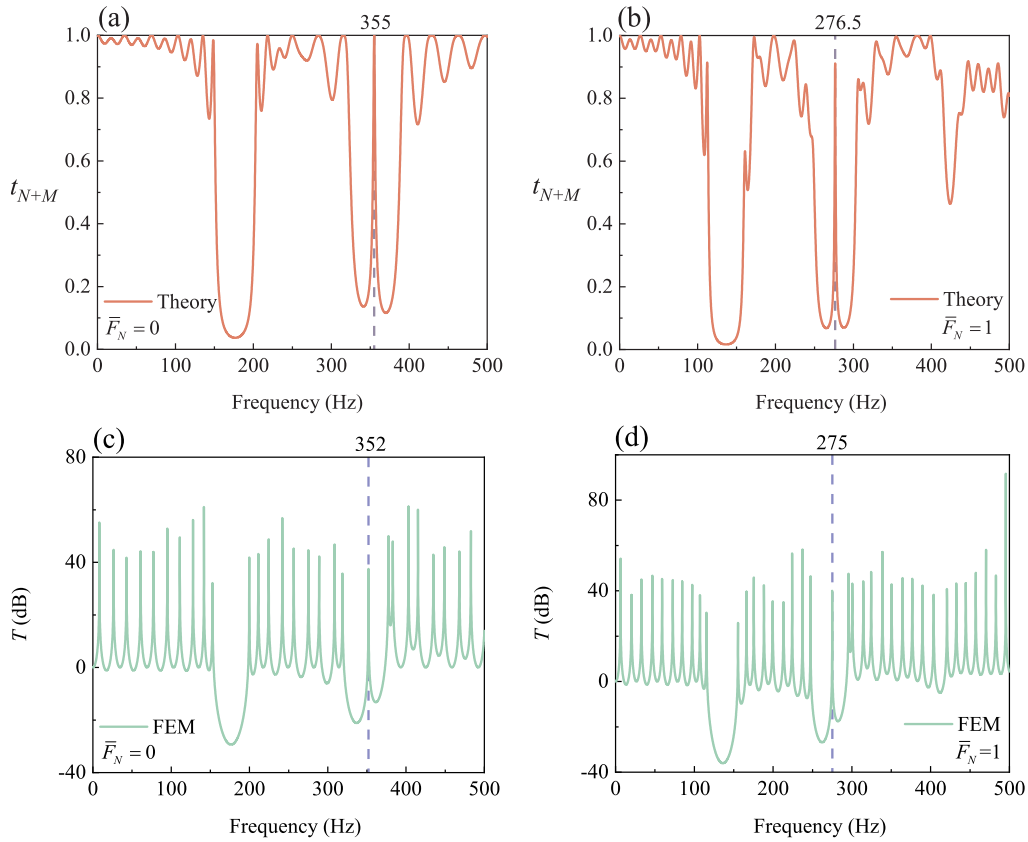 (a)
355
1.0
0.8
0.6
0.4
0.2
0.0
t_{N+M}
Theory
F̅_N = 0
0 100 200 300 400 500
Frequency (Hz)
(b)
276.5
1.0
0.8
0.6
0.4
0.2
0.0
t_{N+M}
Theory
F̅_N = 1
0 100 200 300 400 500
Frequency (Hz)
(c)
352
80
40
0
-40
T (dB)
FEM
F̅_N = 0
0 100 200 300 400 500
Frequency (Hz)
(d)
275
80
40
0
-40
T (dB)
FEM
F̅_N =1
0 100 200 300 400 500
Frequency (Hz)